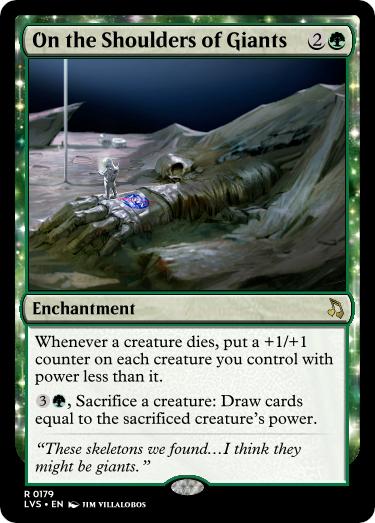 On the Shoulders of Giants 2
Enchantment
Whenever a creature dies, put a +1/+1
counter on each creature you control with
power less than it.
3, Sacrifice a creature: Draw cards
equal to the sacrificed creature's power.
“These skeletons we found…I think they
might be giants.”
R 0179
LVS • EN JIM VILLALOBOS